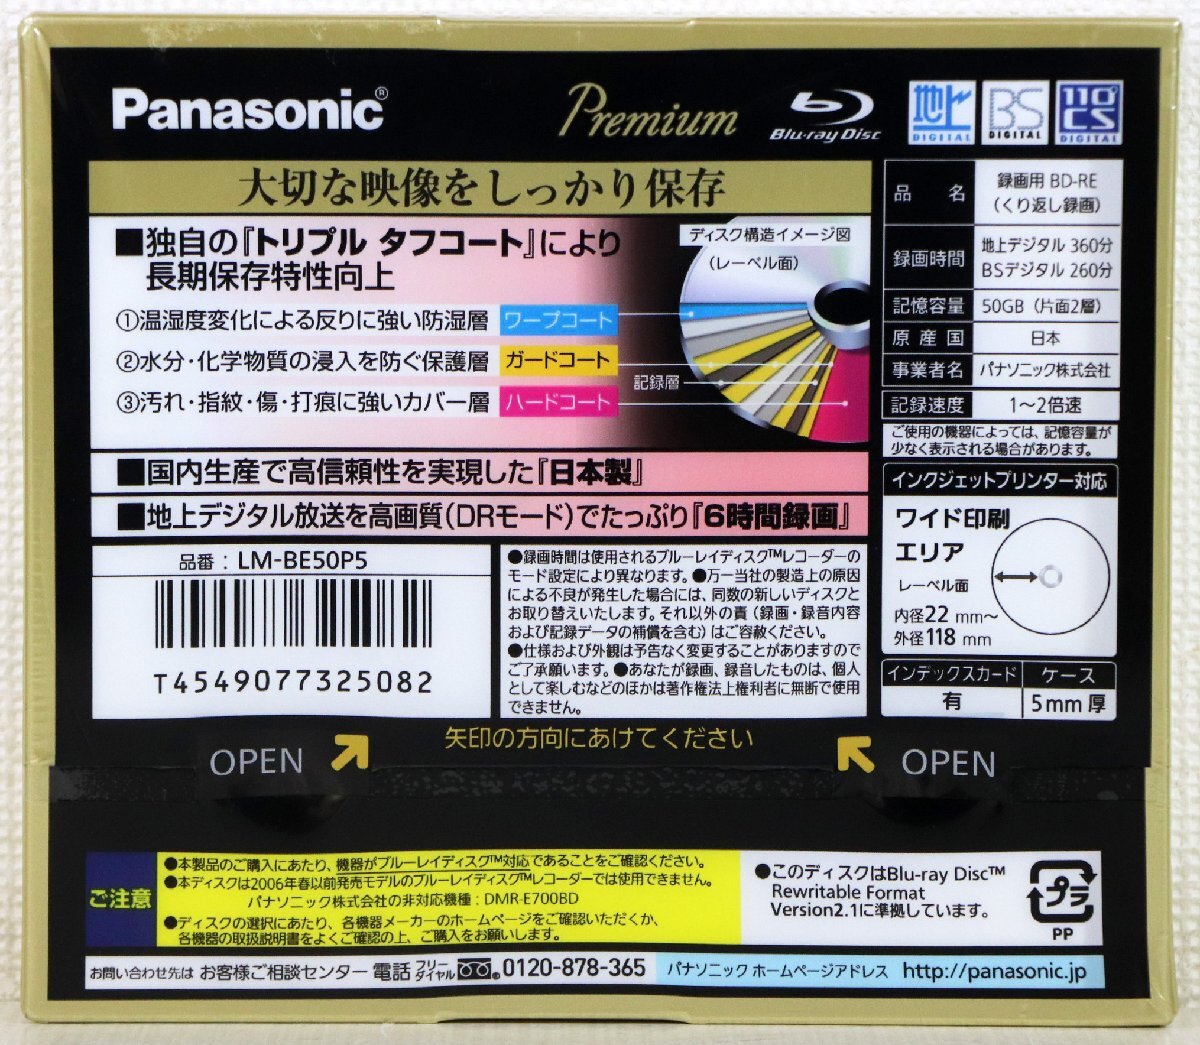 Panasonic®
Premium
Blu-ray Disc
地上
DIGITAL
BS
DIGITAL
110°
CS
DIGITAL
大切な映像をしっかり保存
■独自の『トリプル タフコート』により
長期保存特性向上
①温湿度変化による反りに強い防湿層 ワープコート
②水分・化学物質の浸入を防ぐ保護層 ガードコート
③汚れ・指紋・傷・打痕に強いカバー層 ハードコート
ディスク構造イメージ図
(レーベル面)
記録層
■国内生産で高信頼性を実現した『日本製』
■地上デジタル放送を高画質(DRモード)でたっぷり『6時間録画』
品名 録画用 BD-RE
(くり返し録画)
録画時間 地上デジタル 360分
BSデジタル 260分
記憶容量 50GB(片面2層)
原産国 日本
事業者名 パナソニック株式会社
記録速度 1~2倍速
ご使用の機器によっては、記憶容量が
少なく表示される場合があります。
インクジェットプリンター対応
ワイド印刷
エリア
レーベル面
内径22 mm~
外径118 mm
インデックスカード ケース
有 5mm厚
品番: LM-BE50P5
T4549077325082
●録画時間は使用されるブルーレイディスク™レコーダーの
モード設定により異なります。●万一当社の製造上の原因
による不良が発生した場合には、同数の新しいディスクと
お取り替えいたします。それ以外の責(録画・録音内容
および記録データの補償を含む)はご容赦ください。
●仕様および外観は予告なく変更することがありますので
ご了承願います。●あなたが録画、録音したものは、個人
として楽しむなどのほかは著作権法上権利者に無断で使用
できません。
OPEN
矢印の方向にあけてください
OPEN
ご注意
●本製品のご購入にあたり、機器がブルーレイディスク™対応であることをご確認ください。
●本ディスクは2006年春以前発売モデルのブルーレイディスク™レコーダーでは使用できません。
パナソニック株式会社の非対応機種:DMR-E700BD
●ディスクの選択にあたり、各機器メーカーのホームページをご確認いただくか、
各機器の取扱説明書をよくご確認の上、ご購入をお願いします。
●このディスクはBlu-ray Disc™
Rewritable Format
Version2.1に準拠しています。
プラ
PP
お問い合わせ先は お客様ご相談センター 電話 フリーダイヤル 0120-878-365
パナソニック ホームページアドレス http://panasonic.jp